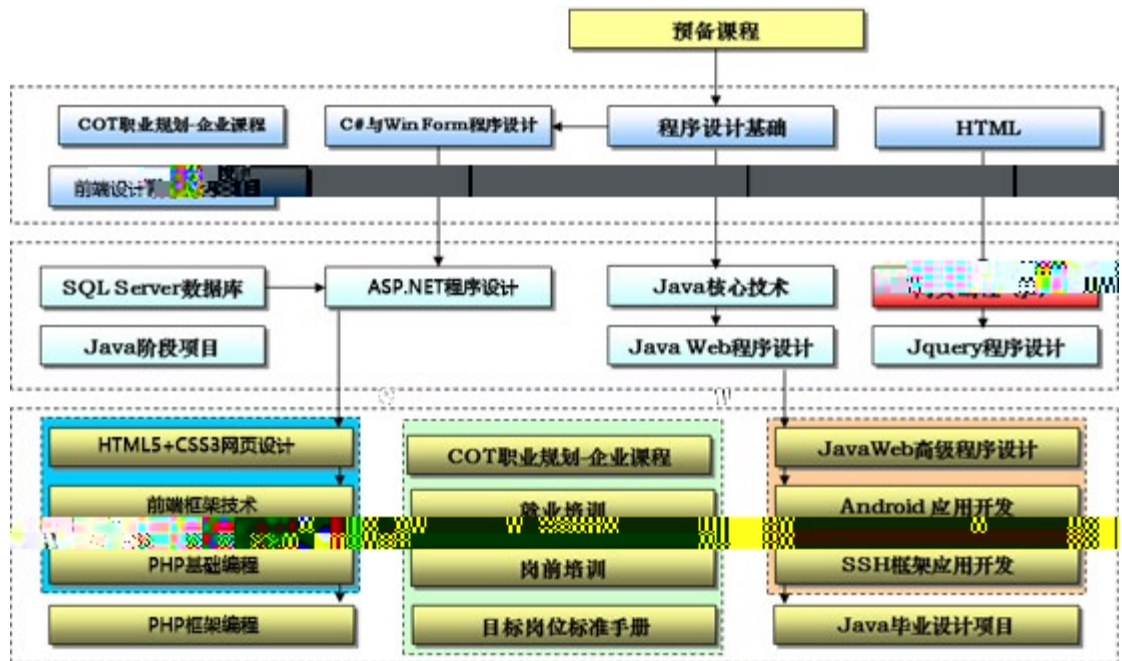 预备课程
COT职业规划-企业课程
C#与Win Form程序设计
程序设计基础
HTML
前端设计
项目
SQL Server数据库
ASP.NET程序设计
Java核心技术
Java阶段项目
Java Web程序设计
Jquery程序设计
HTML5+CSS3网页设计
COT职业规划-企业课程
JavaWeb高级程序设计
前端框架技术
就业培训
Android 应用开发
PHP基础编程
岗前培训
SSH框架应用开发
PHP框架编程
目标岗位标准手册
Java毕业设计项目